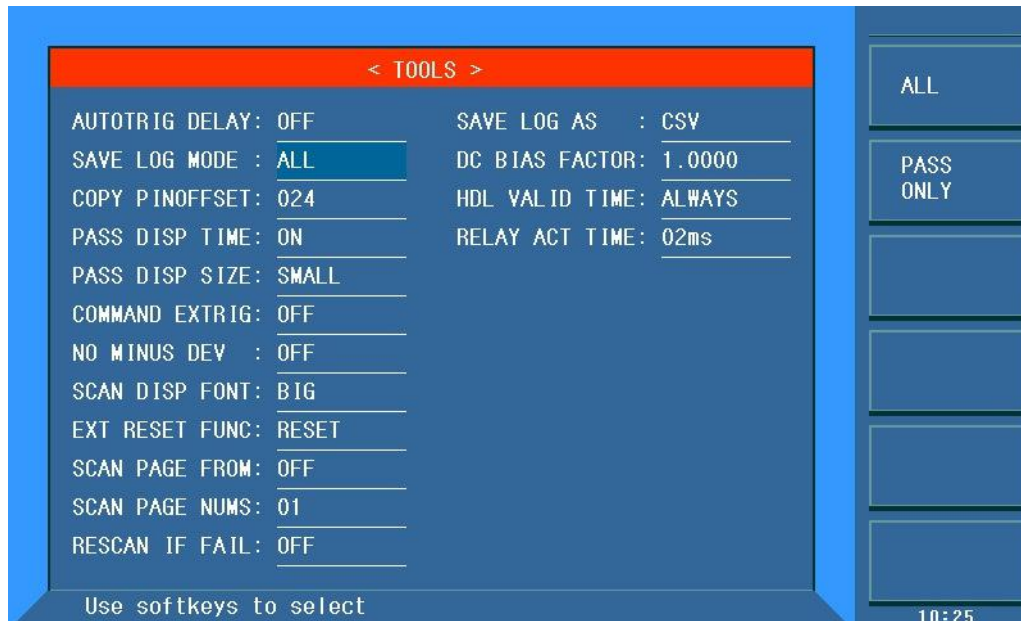 < TOOLS >
AUTOTRIG DELAY: OFF
SAVE LOG MODE : ALL
COPY PINOFFSET: 024
PASS DISP TIME: ON
PASS DISP SIZE: SMALL
COMMAND EXTRIG: OFF
NO MINUS DEV : OFF
SCAN DISP FONT: BIG
EXT RESET FUNC: RESET
SCAN PAGE FROM: OFF
SCAN PAGE NUMS: 01
RESCAN IF FAIL: OFF
SAVE LOG AS : CSV
DC BIAS FACTOR: 1.0000
HDL VALID TIME: ALWAYS
RELAY ACT TIME: 02ms
Use softkeys to select
ALL
PASS
ONLY
10:25